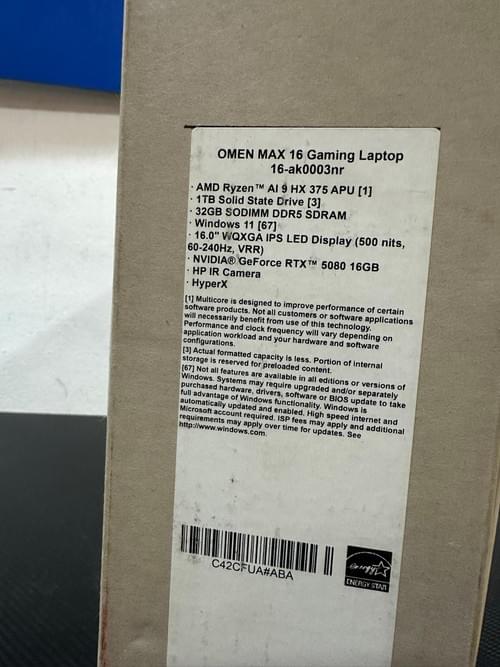 OMEN MAX 16 Gaming Laptop
16-ak0003nr
· AMD Ryzen™ AI 9 HX 375 APU [1]
· 1TB Solid State Drive [3]
· 32GB SODIMM DDR5 SDRAM
· Windows 11 [67]
· 16.0" WQXGA IPS LED Display (500 nits,
60-240Hz, VRR)
· NVIDIA® GeForce RTX™ 5080 16GB
· HP IR Camera
· HyperX
[1] Multicore is designed to improve performance of certain
software products. Not all customers or software applications
will necessarily benefit from use of this technology.
Performance and clock frequency will vary depending on
application workload and your hardware and software
configurations.
[3] Actual formatted capacity is less. Portion of internal
storage is reserved for preloaded content.
[67] Not all features are available in all editions or versions of
Windows. Systems may require upgraded and/or separately
purchased hardware, drivers, software or BIOS update to take
full advantage of Windows functionality. Windows is
automatically updated and enabled. High speed internet and
Microsoft account required. ISP fees may apply and additional
requirements may apply over time for updates. See
http://www.windows.com.
C42CFUA#ABA
energy
ENERGY STAR